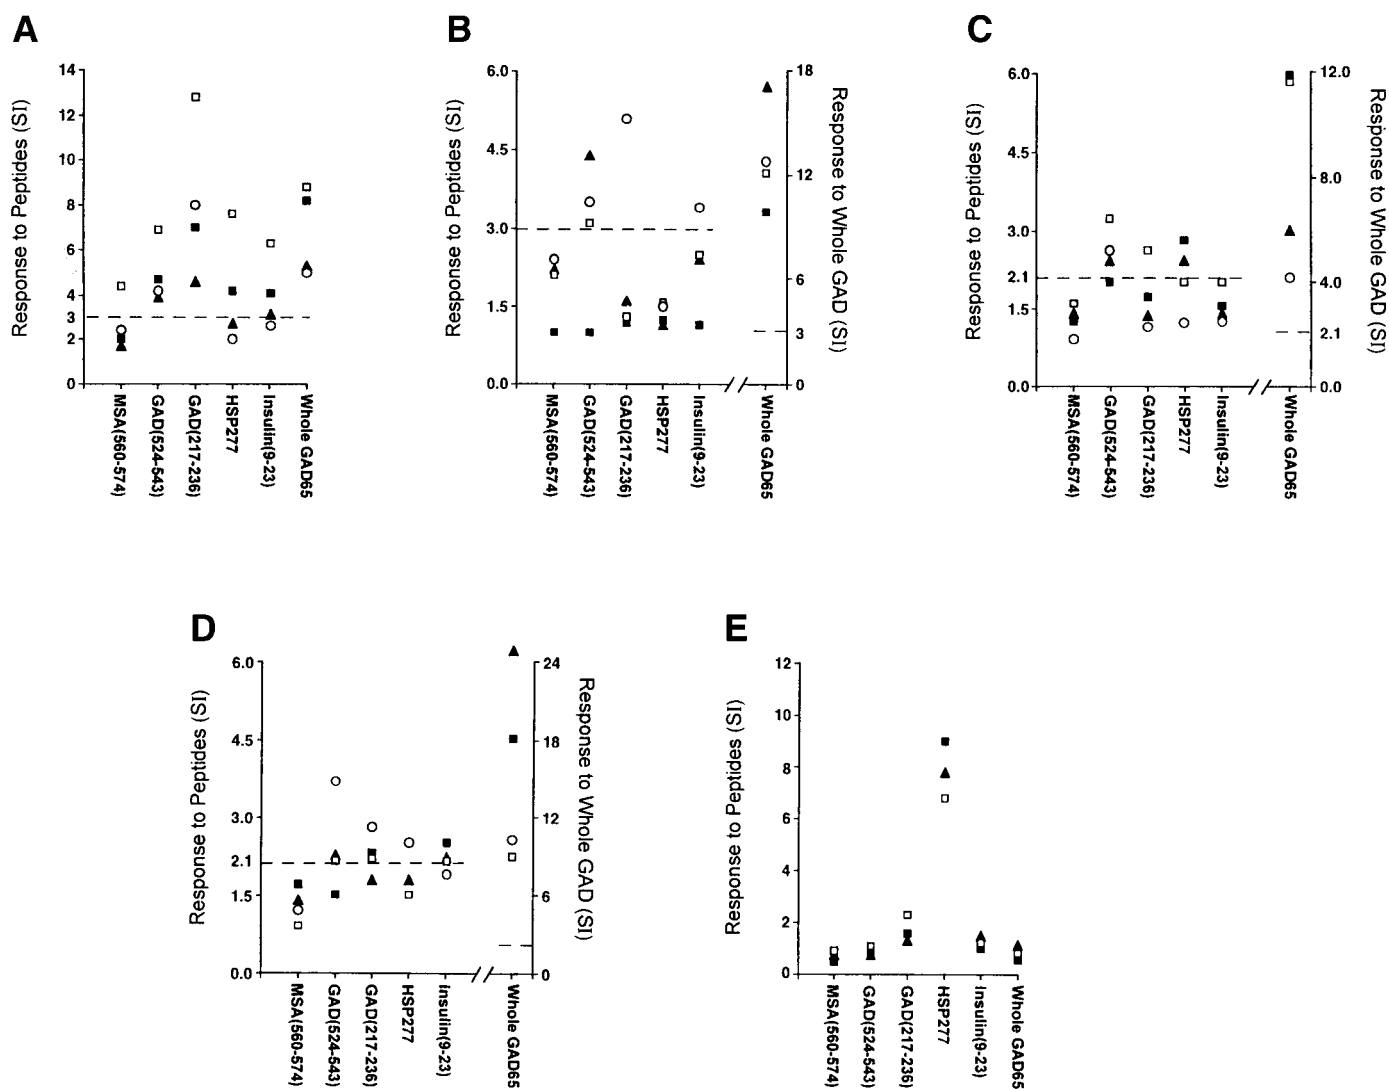 A
Response to Peptides (SI)
14
12
10
8
6
4
3
2
0
MSA(560-574)
GAD(524-543)
GAD(217-236)
HSP277
Insulin(9-23)
Whole GAD65
B
Response to Peptides (SI)
6.0
4.5
3.0
1.5
0.0
MSA(560-574)
GAD(524-543)
GAD(217-236)
HSP277
Insulin(9-23)
Whole GAD65
18
12
6
3
0
Response to Whole GAD (SI)
C
Response to Peptides (SI)
6.0
4.5
3.0
2.1
1.5
0.0
MSA(560-574)
GAD(524-543)
GAD(217-236)
HSP277
Insulin(9-23)
Whole GAD65
12.0
8.0
4.0
2.1
0.0
Response to Whole GAD (SI)
D
Response to Peptides (SI)
6.0
4.5
3.0
2.1
1.5
0.0
MSA(560-574)
GAD(524-543)
GAD(217-236)
HSP277
Insulin(9-23)
Whole GAD65
24
18
12
6
0
Response to Whole GAD (SI)
E
Response to Peptides (SI)
12
10
8
6
4
2
0
MSA(560-574)
GAD(524-543)
GAD(217-236)
HSP277
Insulin(9-23)
Whole GAD65